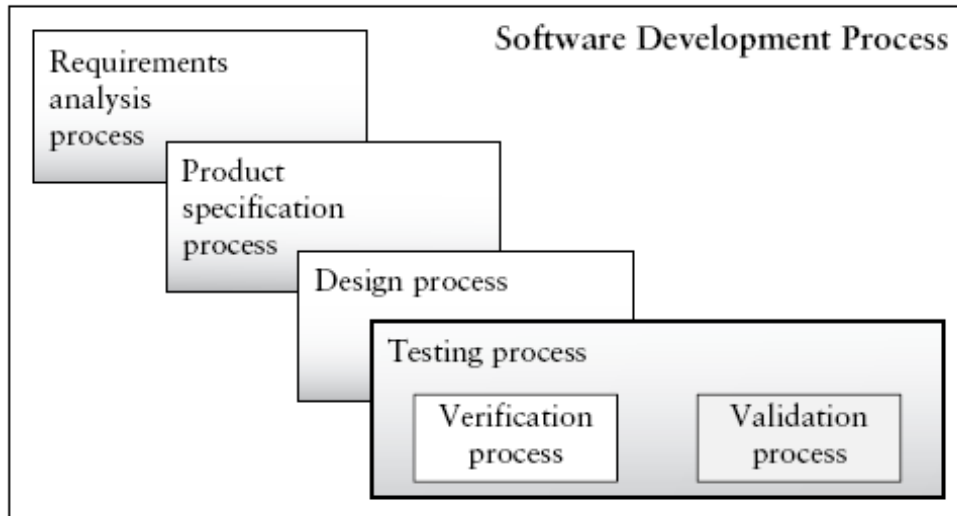 Software Development Process
Requirements
analysis
process
Product
specification
process
Design process
Testing process
Verification
process
Validation
process